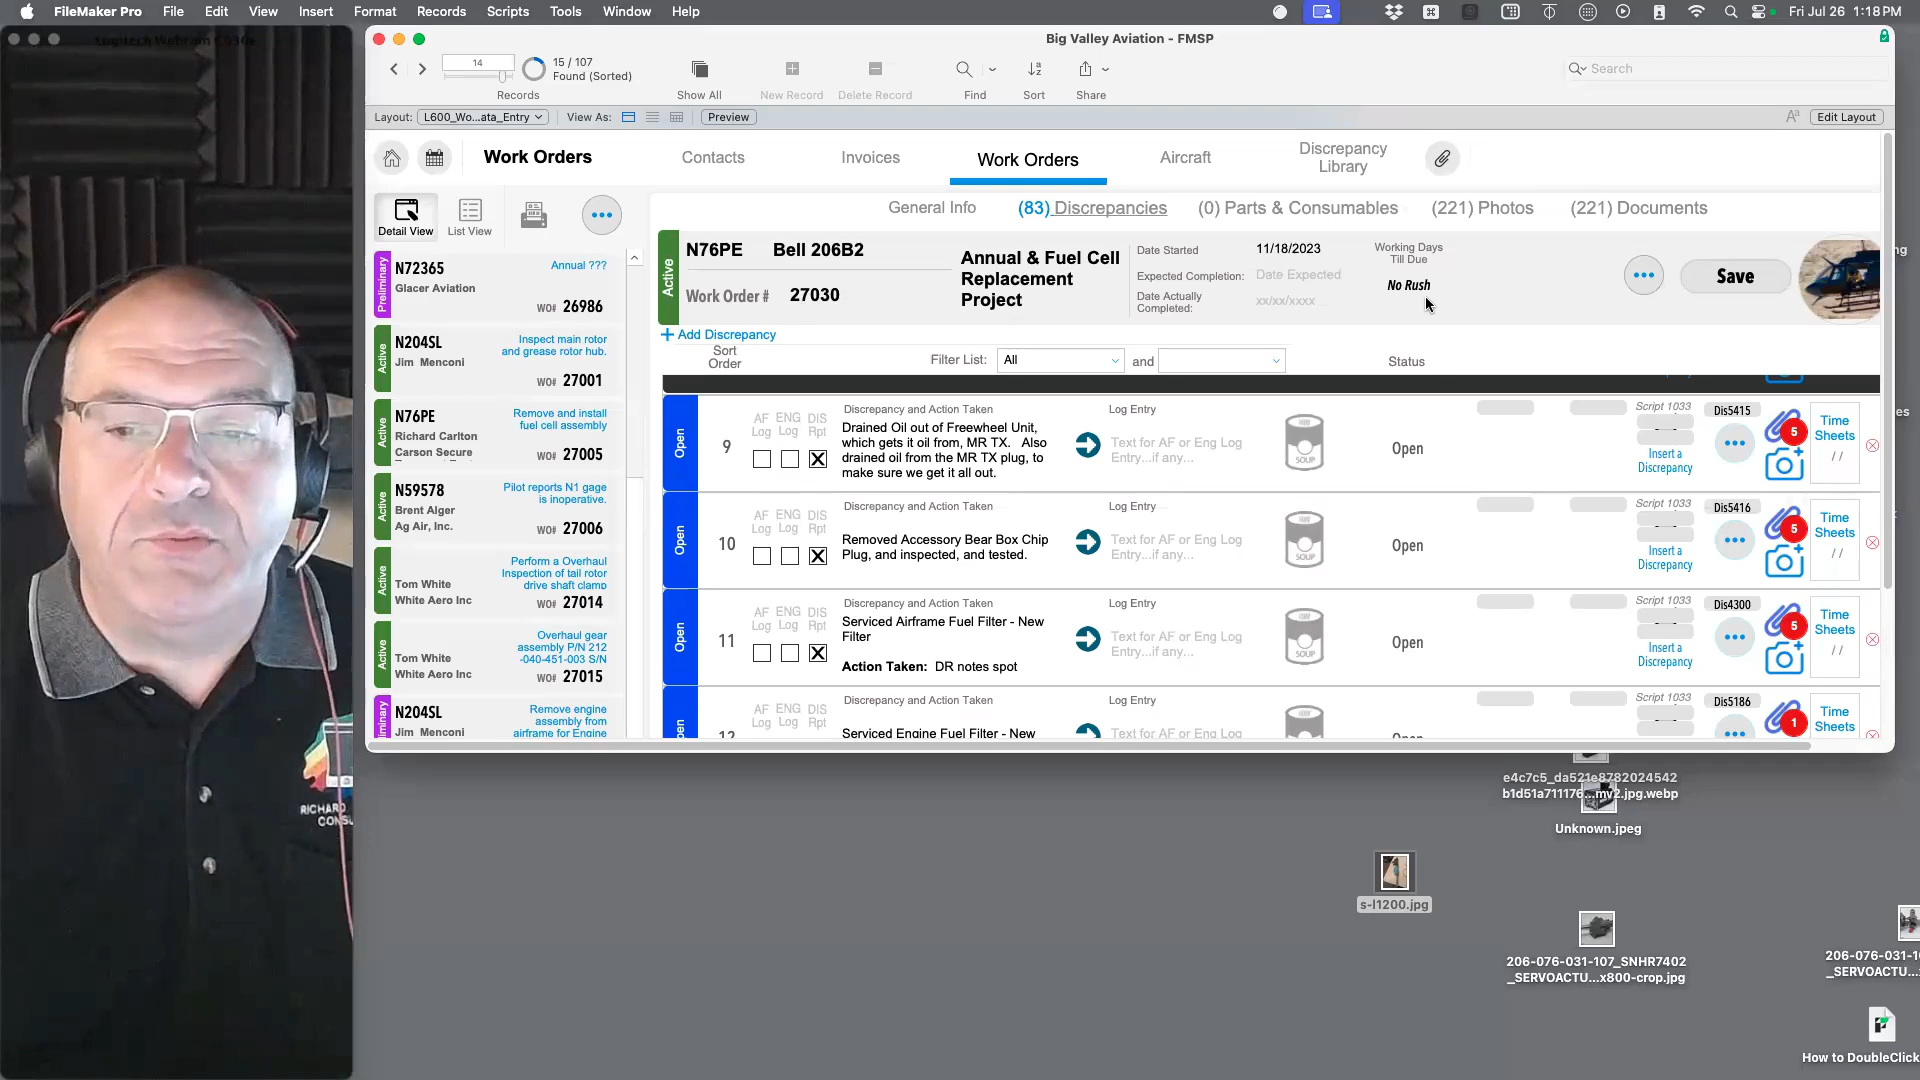 FileMaker Pro File Edit View Insert Format Records Scripts Tools Window Help
Fri Jul 26 1:18 PM
Big Valley Aviation - FMSP
14
15 / 107
Found (Sorted)
Records
Show All
New Record
Delete Record
Find
Sort
Share
Search
Layout: L600_Wo...ata_Entry
View As:
Preview
Edit Layout
Work Orders
Contacts
Invoices
Work Orders
Aircraft
Discrepancy
Library
Detail View
List View
General Info
(83) Discrepancies
(0) Parts & Consumables
(221) Photos
(221) Documents
Preliminary
N72365
Annual ???
Glacer Aviation
WO# 26986
Active
N204SL
Inspect main rotor
and grease rotor hub.
Jim Menconi
WO# 27001
Active
N76PE
Remove and install
fuel cell assembly
Richard Carlton
Carson Secure
WO# 27005
Active
N59578
Pilot reports N1 gage
is inoperative.
Brent Alger
Ag Air, Inc.
WO# 27006
Active
Perform a Overhaul
Inspection of tail rotor
drive shaft clamp
Tom White
White Aero Inc
WO# 27014
Active
Overhaul gear
assembly P/N 212
-040-451-003 S/N
Tom White
White Aero Inc
WO# 27015
N204SL
Remove engine
assembly from
airframe for Engine
Jim Menconi
Active
N76PE Bell 206B2
Work Order # 27030
Annual & Fuel Cell
Replacement
Project
Date Started 11/18/2023
Expected Completion: Date Expected
Date Actually
Completed: xx/xx/xxxx
Working Days
Till Due
No Rush
Save
+ Add Discrepancy
Sort
Order
Filter List: All and
Status
Open
9
AF ENG DIS
Log Log Rpt
X
Discrepancy and Action Taken
Drained Oil out of Freewheel Unit,
which gets it oil from, MR TX. Also
drained oil from the MR TX plug, to
make sure we get it all out.
Log Entry
Text for AF or Eng Log
Entry...if any...
SOUP
Open
Script 1033
Insert a
Discrepancy
Dis5415
5
Time
Sheets
/ /
Open
10
AF ENG DIS
Log Log Rpt
X
Discrepancy and Action Taken
Removed Accessory Bear Box Chip
Plug, and inspected, and tested.
Log Entry
Text for AF or Eng Log
Entry...if any...
SOUP
Open
Script 1033
Insert a
Discrepancy
Dis5416
5
Time
Sheets
/ /
Open
11
AF ENG DIS
Log Log Rpt
X
Discrepancy and Action Taken
Serviced Airframe Fuel Filter - New
Filter
Action Taken: DR notes spot
Log Entry
Text for AF or Eng Log
Entry...if any...
SOUP
Open
Script 1033
Insert a
Discrepancy
Dis4300
5
Time
Sheets
/ /
12
AF ENG DIS
Log Log Rpt
Discrepancy and Action Taken
Serviced Engine Fuel Filter - New
Log Entry
Text for AF or Eng Log
Open
Script 1033
Dis5186
1
Time
Sheets
e4c7c5_da521e8782024542
b1d51a711176...mv2.jpg.webp
Unknown.jpeg
s-l1200.jpg
206-076-031-107_SNHR7402
_SERVOACTU...x800-crop.jpg
206-076-031-1
_SERVOACTU...
How to DoubleClick
RICHARD
CONSU